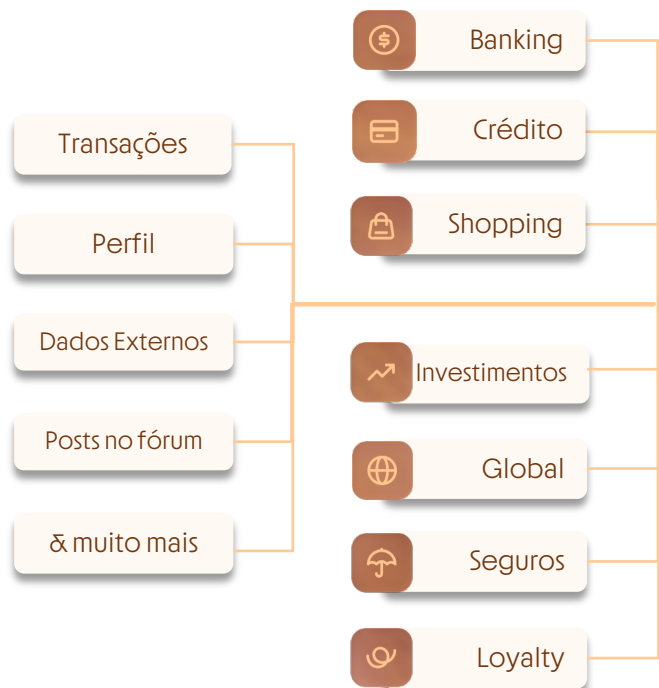 Transações
Perfil
Dados Externos
Posts no fórum
& muito mais
Banking
Crédito
Shopping
Investimentos
Global
Seguros
Loyalty